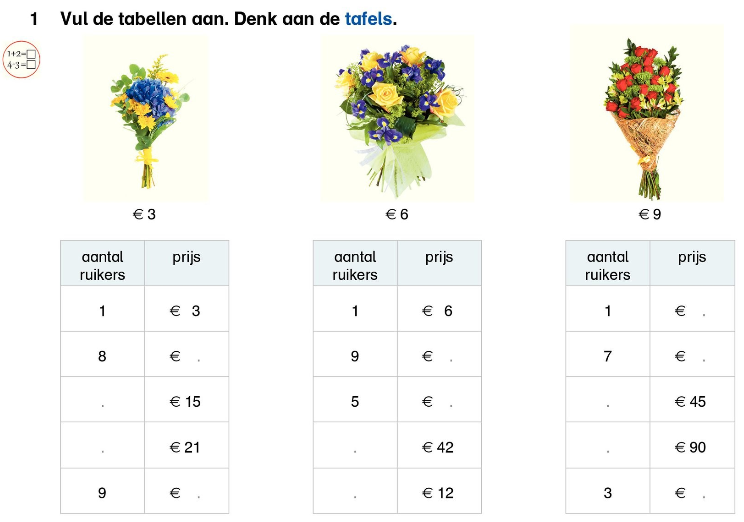 1 Vul de tabellen aan. Denk aan de tafels.
1+2=□
4·3=□
€ 3
€ 6
€ 9
aantal ruikers prijs
1 € 3
8 € .
. € 15
. € 21
9 € .
aantal ruikers prijs
1 € 6
9 € .
5 € .
. € 42
. € 12
aantal ruikers prijs
1 € .
7 € .
. € 45
. € 90
3 € .